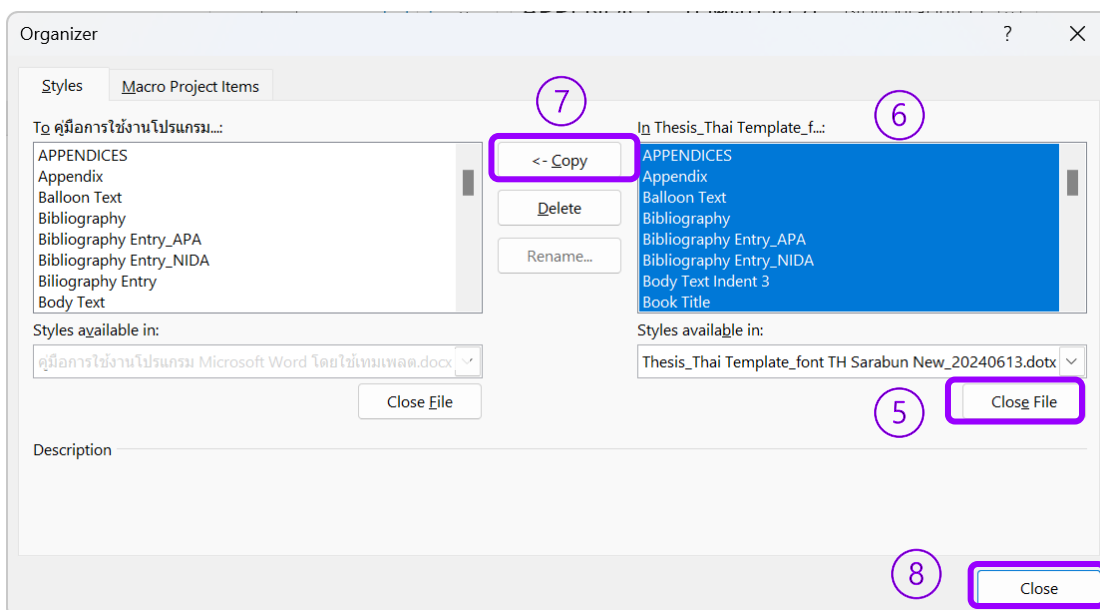 Organizer
?
Styles
Macro Project Items
7
6
To คู่มือการใช้งานโปรแกรม...:
In Thesis_Thai Template_f...:
APPENDICES
Appendix
Balloon Text
Bibliography
Bibliography Entry_APA
Bibliography Entry_NIDA
Biliography Entry
Body Text
<- Copy
Delete
Rename...
APPENDICES
Appendix
Balloon Text
Bibliography
Bibliography Entry_APA
Bibliography Entry_NIDA
Body Text Indent 3
Book Title
Styles available in:
Styles available in:
คู่มือการใช้งานโปรแกรม Microsoft Word โดยใช้เทมเพลต.docx
Thesis_Thai Template_font TH Sarabun New_20240613.dotx
Close File
5
Close File
Description
8
Close